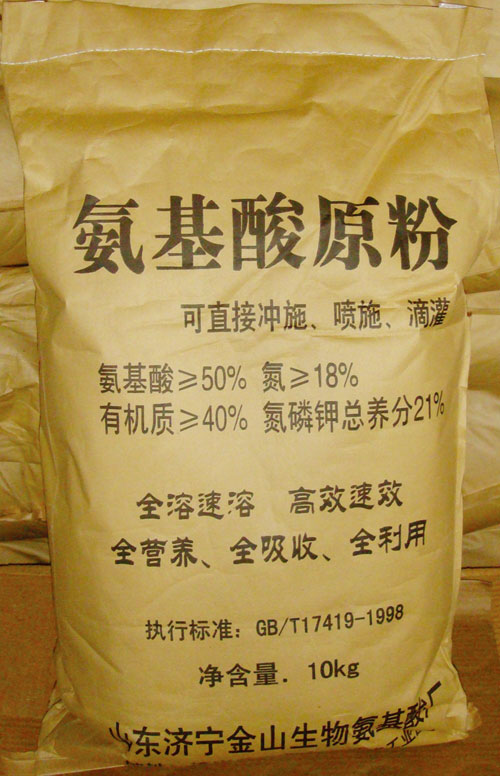 氨基酸原粉
可直接冲施、喷施、滴灌
氨基酸≥50% 氮≥18%
有机质≥40% 氮磷钾总养分21%
全溶速溶 高效速效
全营养、全吸收、全利用
执行标准：GB/T17419-1998
净含量．10kg
山东济宁金山生物氨基酸厂